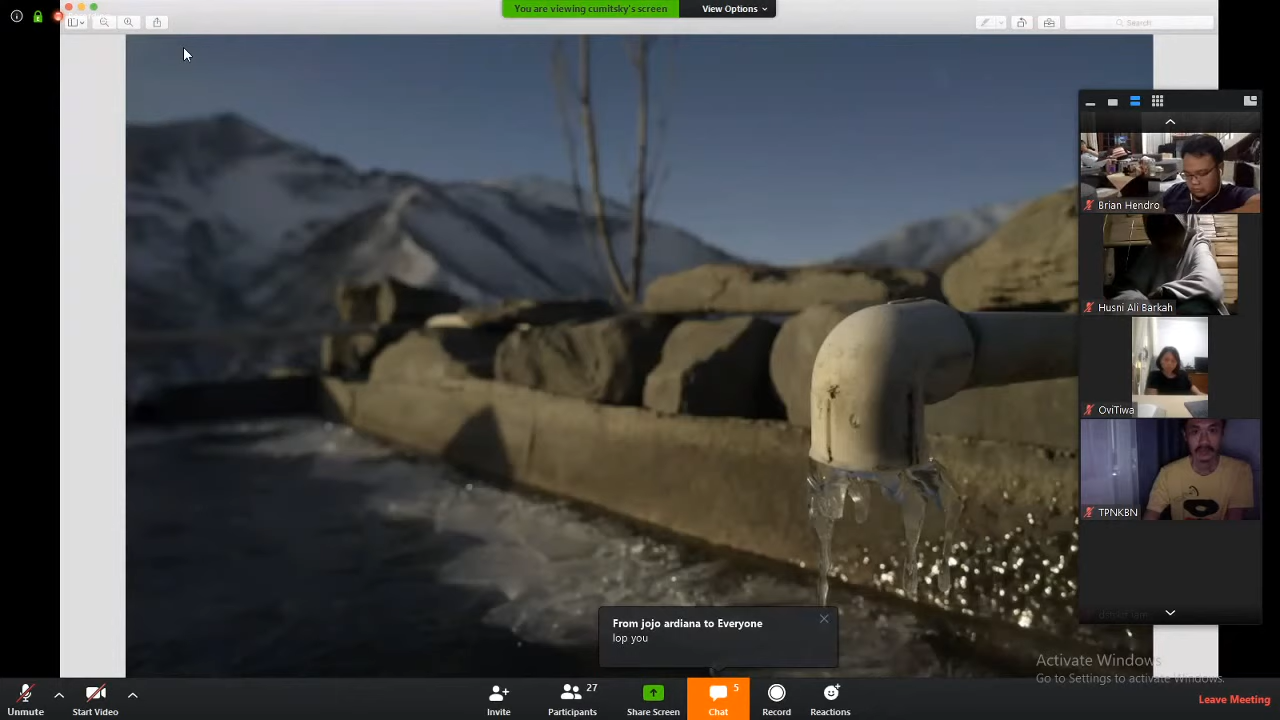 You are viewing cumitsky's screen
View Options
Search
Brian Hendro
Husni Ali Barkah
OviTiwa
TPNKBN
From jojo ardiana to Everyone
lop you
Activate Windows
Go to Settings to activate Windows.
Unmute
Start Video
Invite
27
Participants
Share Screen
5
Chat
Record
Reactions
Leave Meeting